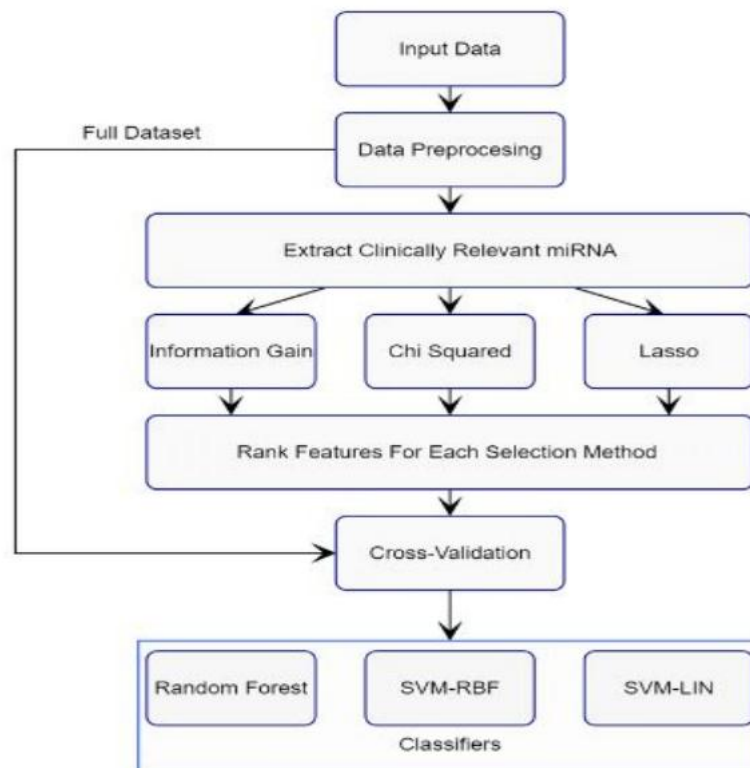 Input Data
Full Dataset
Data Preprocesing
Extract Clinically Relevant miRNA
Information Gain
Chi Squared
Lasso
Rank Features For Each Selection Method
Cross-Validation
Random Forest
SVM-RBF
SVM-LIN
Classifiers